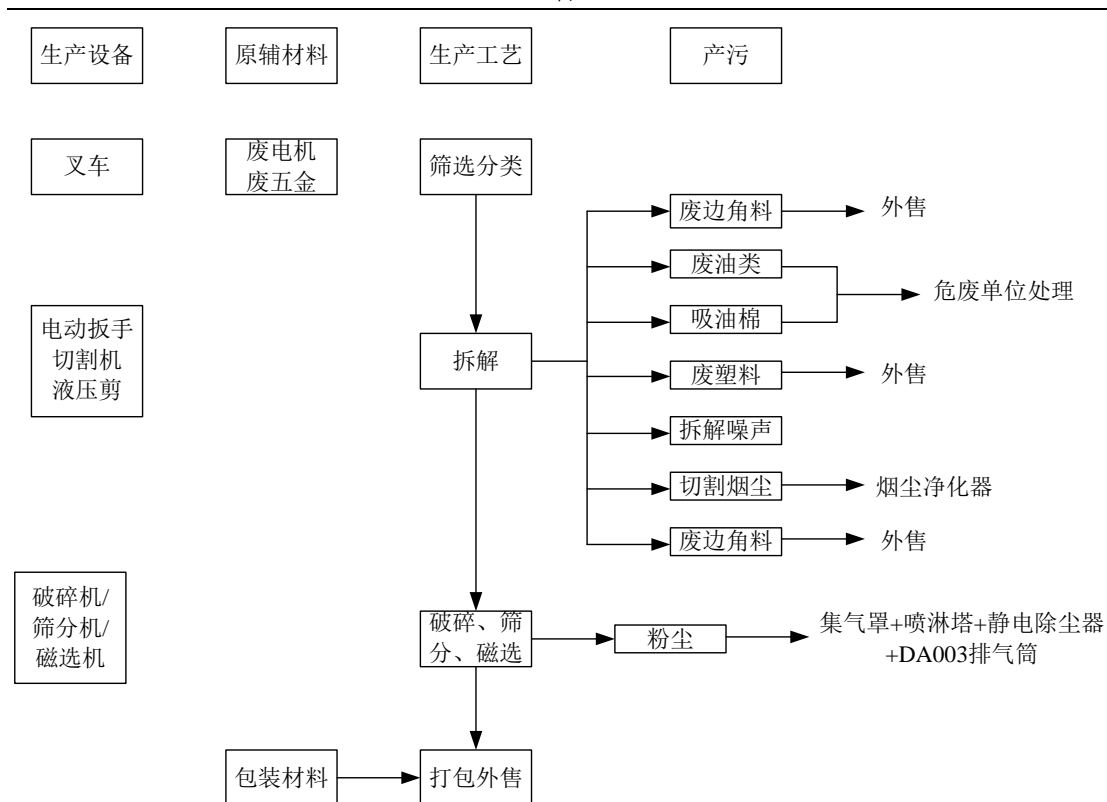 生产设备
原辅材料
生产工艺
产污
叉车
废电机
废五金
筛选分类
废边角料
外售
废油类
危废单位处理
吸油棉
电动扳手
切割机
液压剪
拆解
废塑料
外售
拆解噪声
切割烟尘
烟尘净化器
废边角料
外售
破碎机/
筛分机/
磁选机
破碎、筛
分、磁选
粉尘
集气罩+喷淋塔+静电除尘器
+DA003排气筒
包装材料
打包外售